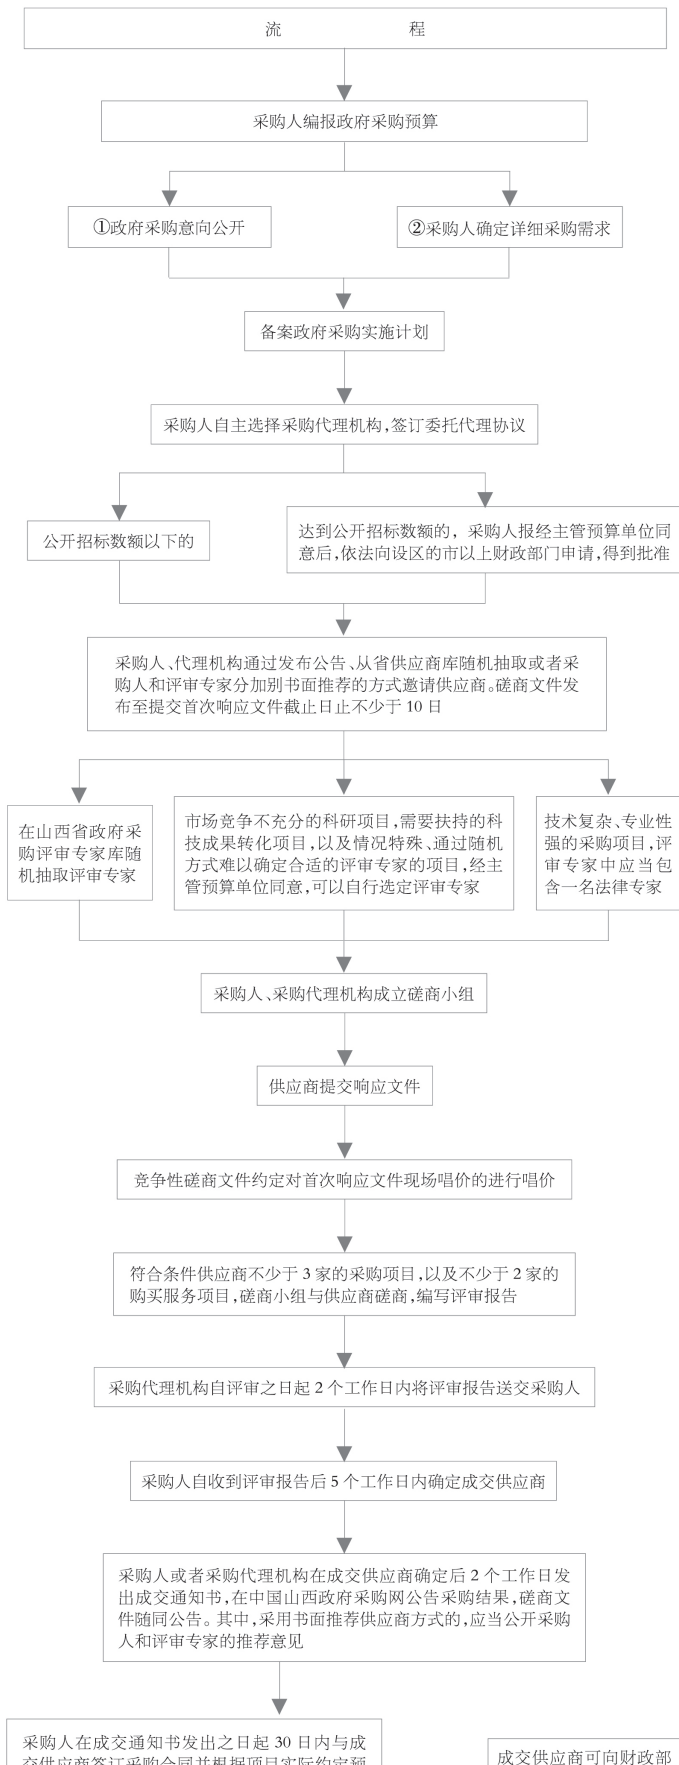 流 程
采购人编报政府采购预算
①政府采购意向公开
②采购人确定详细采购需求
备案政府采购实施计划
采购人自主选择采购代理机构,签订委托代理协议
公开招标数额以下的
达到公开招标数额的，采购人报经主管预算单位同
意后,依法向设区的市以上财政部门申请,得到批准
采购人、代理机构通过发布公告、从省供应商库随机抽取或者采
购人和评审专家分加别书面推荐的方式邀请供应商。磋商文件发
布至提交首次响应文件截止日止不少于 10 日
在山西省政府采
购评审专家库随
机抽取评审专家
市场竞争不充分的科研项目,需要扶持的科
技成果转化项目,以及情况特殊、通过随机
方式难以确定合适的评审专家的项目,经主
管预算单位同意,可以自行选定评审专家
技术复杂、专业性
强的采购项目,评
审专家中应当包
含一名法律专家
采购人、采购代理机构成立磋商小组
供应商提交响应文件
竞争性磋商文件约定对首次响应文件现场唱价的进行唱价
符合条件供应商不少于 3 家的采购项目,以及不少于 2 家的
购买服务项目,磋商小组与供应商磋商,编写评审报告
采购代理机构自评审之日起 2 个工作日内将评审报告送交采购人
采购人自收到评审报告后 5 个工作日内确定成交供应商
采购人或者采购代理机构在成交供应商确定后 2 个工作日发
出成交通知书,在中国山西政府采购网公告采购结果,磋商文
件随同公告。其中,采用书面推荐供应商方式的,应当公开采购
人和评审专家的推荐意见
采购人在成交通知书发出之日起 30 日内与成
交供应商签订采购合同并根据项目实际约定预
成交供应商可向财政部